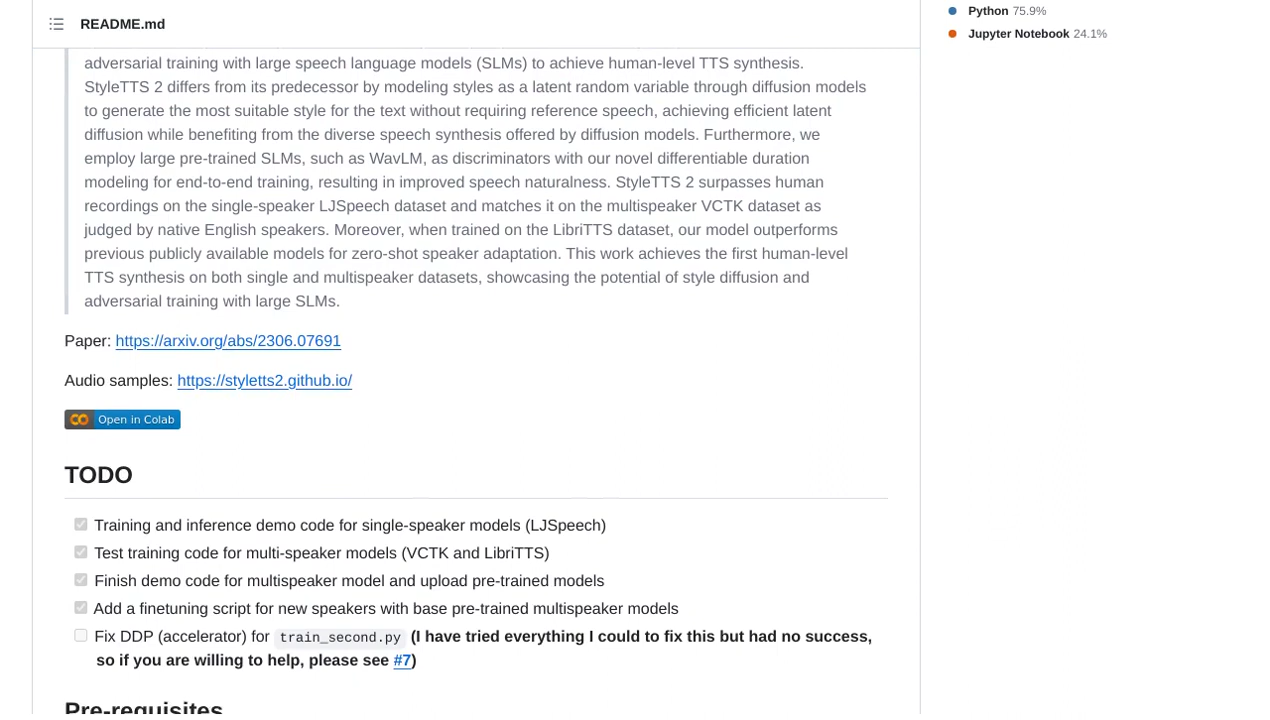 README.md
Python 75.9%
Jupyter Notebook 24.1%
adversarial training with large speech language models (SLMs) to achieve human-level TTS synthesis.
StyleTTS 2 differs from its predecessor by modeling styles as a latent random variable through diffusion models
to generate the most suitable style for the text without requiring reference speech, achieving efficient latent
diffusion while benefiting from the diverse speech synthesis offered by diffusion models. Furthermore, we
employ large pre-trained SLMs, such as WavLM, as discriminators with our novel differentiable duration
modeling for end-to-end training, resulting in improved speech naturalness. StyleTTS 2 surpasses human
recordings on the single-speaker LJSpeech dataset and matches it on the multispeaker VCTK dataset as
judged by native English speakers. Moreover, when trained on the LibriTTS dataset, our model outperforms
previous publicly available models for zero-shot speaker adaptation. This work achieves the first human-level
TTS synthesis on both single and multispeaker datasets, showcasing the potential of style diffusion and
adversarial training with large SLMs.
Paper: https://arxiv.org/abs/2306.07691
Audio samples: https://styletts2.github.io/
Open in Colab
TODO
Training and inference demo code for single-speaker models (LJSpeech)
Test training code for multi-speaker models (VCTK and LibriTTS)
Finish demo code for multispeaker model and upload pre-trained models
Add a finetuning script for new speakers with base pre-trained multispeaker models
Fix DDP (accelerator) for train_second.py (I have tried everything I could to fix this but had no success,
so if you are willing to help, please see #7)
Pre-requisites